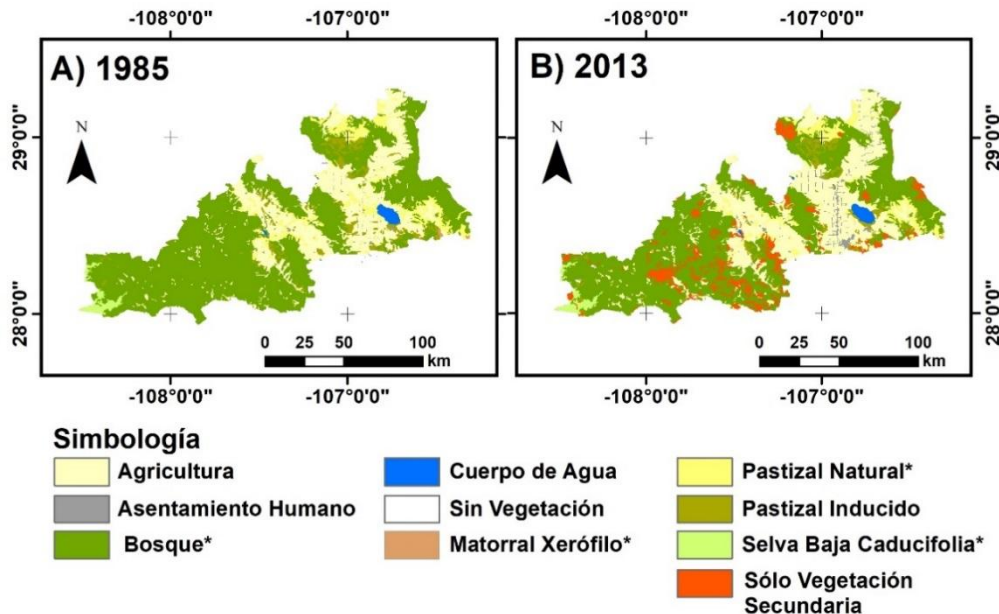 -108°0'0" -107°0'0" -108°0'0" -107°0'0"
A) 1985
B) 2013
29°0'0" 29°0'0"
N
N
28°0'0" 28°0'0"
0 25 50 100
km
0 25 50 100
km
-108°0'0" -107°0'0" -108°0'0" -107°0'0"
Simbología
Agricultura
Asentamiento Humano
Bosque*
Cuerpo de Agua
Sin Vegetación
Matorral Xerófilo*
Pastizal Natural*
Pastizal Inducido
Selva Baja Caducifolia*
Sólo Vegetación
Secundaria